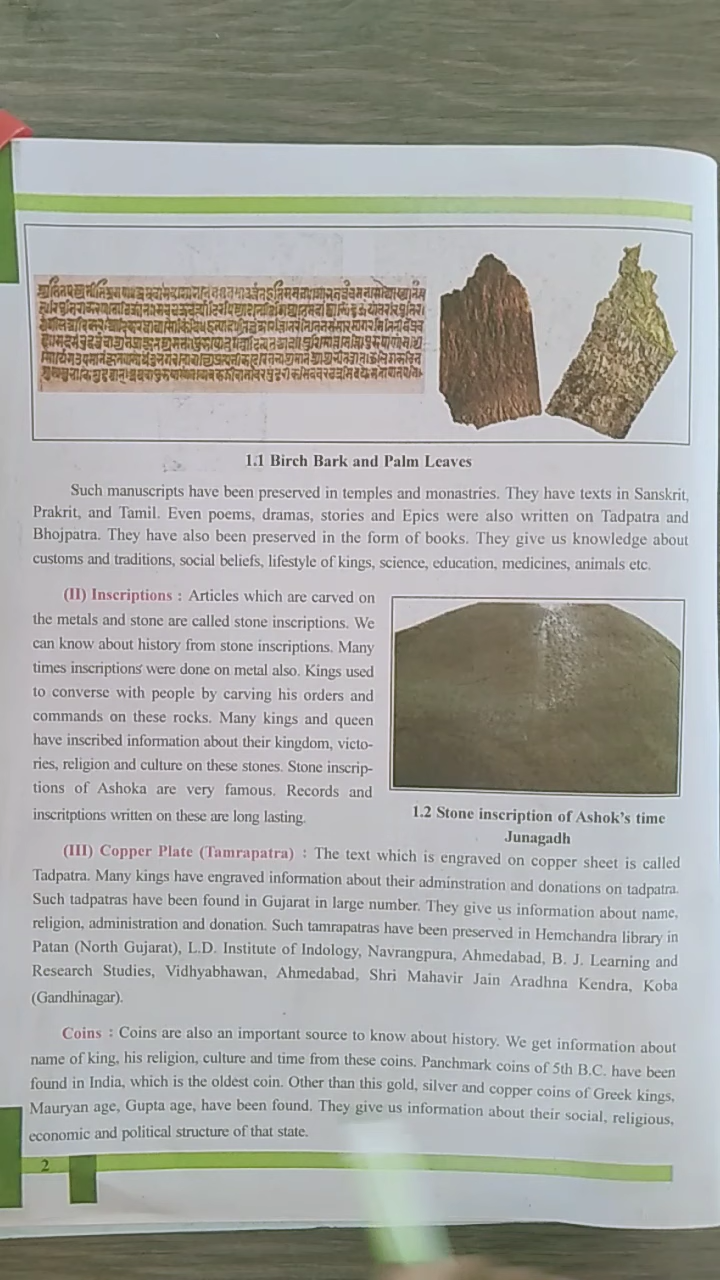 1.1 Birch Bark and Palm Leaves
Such manuscripts have been preserved in temples and monastries. They have texts in Sanskrit,
Prakrit, and Tamil. Even poems, dramas, stories and Epics were also written on Tadpatra and
Bhojpatra. They have also been preserved in the form of books. They give us knowledge about
customs and traditions, social beliefs, lifestyle of kings, science, education, medicines, animals etc.
(II) Inscriptions : Articles which are carved on
the metals and stone are called stone inscriptions. We
can know about history from stone inscriptions. Many
times inscriptions were done on metal also. Kings used
to converse with people by carving his orders and
commands on these rocks. Many kings and queen
have inscribed information about their kingdom, victo-
ries, religion and culture on these stones. Stone inscrip-
tions of Ashoka are very famous. Records and
inscritptions written on these are long lasting.
1.2 Stone inscription of Ashok's time
Junagadh
(III) Copper Plate (Tamrapatra) : The text which is engraved on copper sheet is called
Tadpatra. Many kings have engraved information about their adminstration and donations on tadpatra.
Such tadpatras have been found in Gujarat in large number. They give us information about name,
religion, administration and donation. Such tamrapatras have been preserved in Hemchandra library in
Patan (North Gujarat), L.D. Institute of Indology, Navrangpura, Ahmedabad, B. J. Learning and
Research Studies, Vidhyabhawan, Ahmedabad, Shri Mahavir Jain Aradhna Kendra, Koba
(Gandhinagar).
Coins : Coins are also an important source to know about history. We get information about
name of king, his religion, culture and time from these coins. Panchmark coins of 5th B.C. have been
found in India, which is the oldest coin. Other than this gold, silver and copper coins of Greek kings,
Mauryan age, Gupta age, have been found. They give us information about their social, religious,
economic and political structure of that state.
2